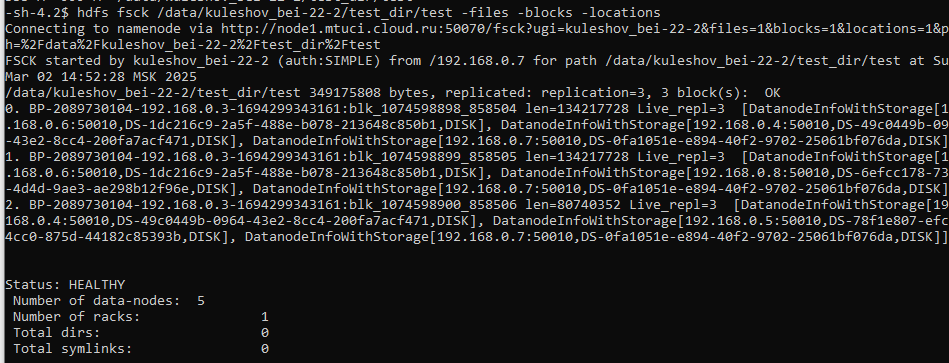 -sh-4.2$ hdfs fsck /data/kuleshov_bei-22-2/test_dir/test -files -blocks -locations
Connecting to namenode via http://node1.mtuci.cloud.ru:50070/fsck?ugi=kuleshov_bei-22-2&files=1&blocks=1&locations=1&p
h=%2Fdata%2Fkuleshov_bei-22-2%2Ftest_dir%2Ftest
FSCK started by kuleshov_bei-22-2 (auth:SIMPLE) from /192.168.0.7 for path /data/kuleshov_bei-22-2/test_dir/test at Su
Mar 02 14:52:28 MSK 2025
/data/kuleshov_bei-22-2/test_dir/test 349175808 bytes, replicated: replication=3, 3 block(s):  OK
0. BP-2089730104-192.168.0.3-1694299343161:blk_1074598898_858504 len=134217728 Live_repl=3  [DatanodeInfoWithStorage[1
.168.0.6:50010,DS-1dc216c9-2a5f-488e-b078-213648c850b1,DISK], DatanodeInfoWithStorage[192.168.0.4:50010,DS-49c0449b-09
-43e2-8cc4-200fa7acf471,DISK], DatanodeInfoWithStorage[192.168.0.7:50010,DS-0fa1051e-e894-40f2-9702-25061bf076da,DISK]
1. BP-2089730104-192.168.0.3-1694299343161:blk_1074598899_858505 len=134217728 Live_repl=3  [DatanodeInfoWithStorage[1
.168.0.6:50010,DS-1dc216c9-2a5f-488e-b078-213648c850b1,DISK], DatanodeInfoWithStorage[192.168.0.8:50010,DS-6efcc178-73
-4d4d-9ae3-ae298b12f96e,DISK], DatanodeInfoWithStorage[192.168.0.7:50010,DS-0fa1051e-e894-40f2-9702-25061bf076da,DISK]
2. BP-2089730104-192.168.0.3-1694299343161:blk_1074598900_858506 len=80740352 Live_repl=3  [DatanodeInfoWithStorage[19
168.0.4:50010,DS-49c0449b-0964-43e2-8cc4-200fa7acf471,DISK], DatanodeInfoWithStorage[192.168.0.5:50010,DS-78f1e807-efc
4cc0-875d-44182c85393b,DISK], DatanodeInfoWithStorage[192.168.0.7:50010,DS-0fa1051e-e894-40f2-9702-25061bf076da,DISK]]
Status: HEALTHY
Number of data-nodes:  5
Number of racks:  1
Total dirs:  0
Total symlinks:  0